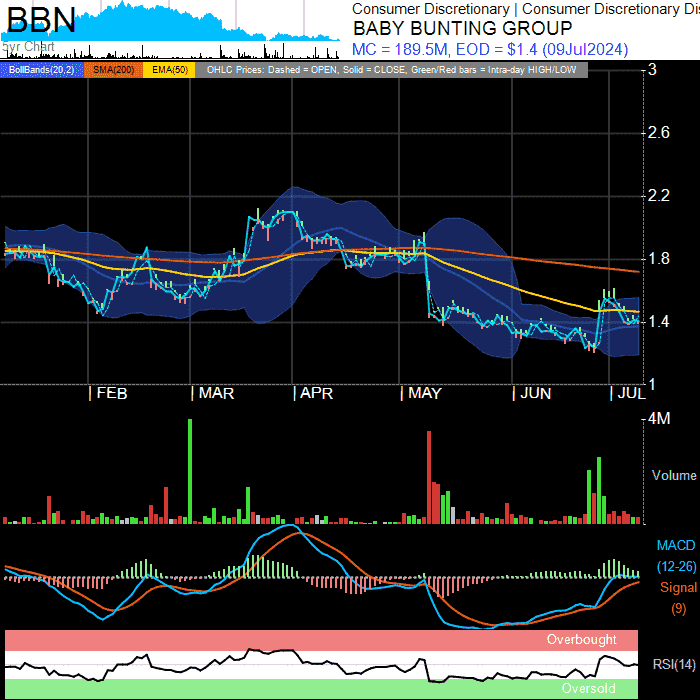 BBN
5yr Chart
Consumer Discretionary | Consumer Discretionary Dis
BABY BUNTING GROUP
MC = 189.5M, EOD = $1.4 (09Jul2024)
BollBands(20,2) SMA(200) EMA(50) OHLC Prices: Dashed = OPEN, Solid = CLOSE, Green/Red bars = Intra-day HIGH/LOW
3
2.6
2.2
1.8
1.4
1
| FEB | MAR | APR | MAY | JUN | JUL
4M
Volume
MACD
(12-26)
Signal
(9)
Overbought
RSI(14)
Oversold